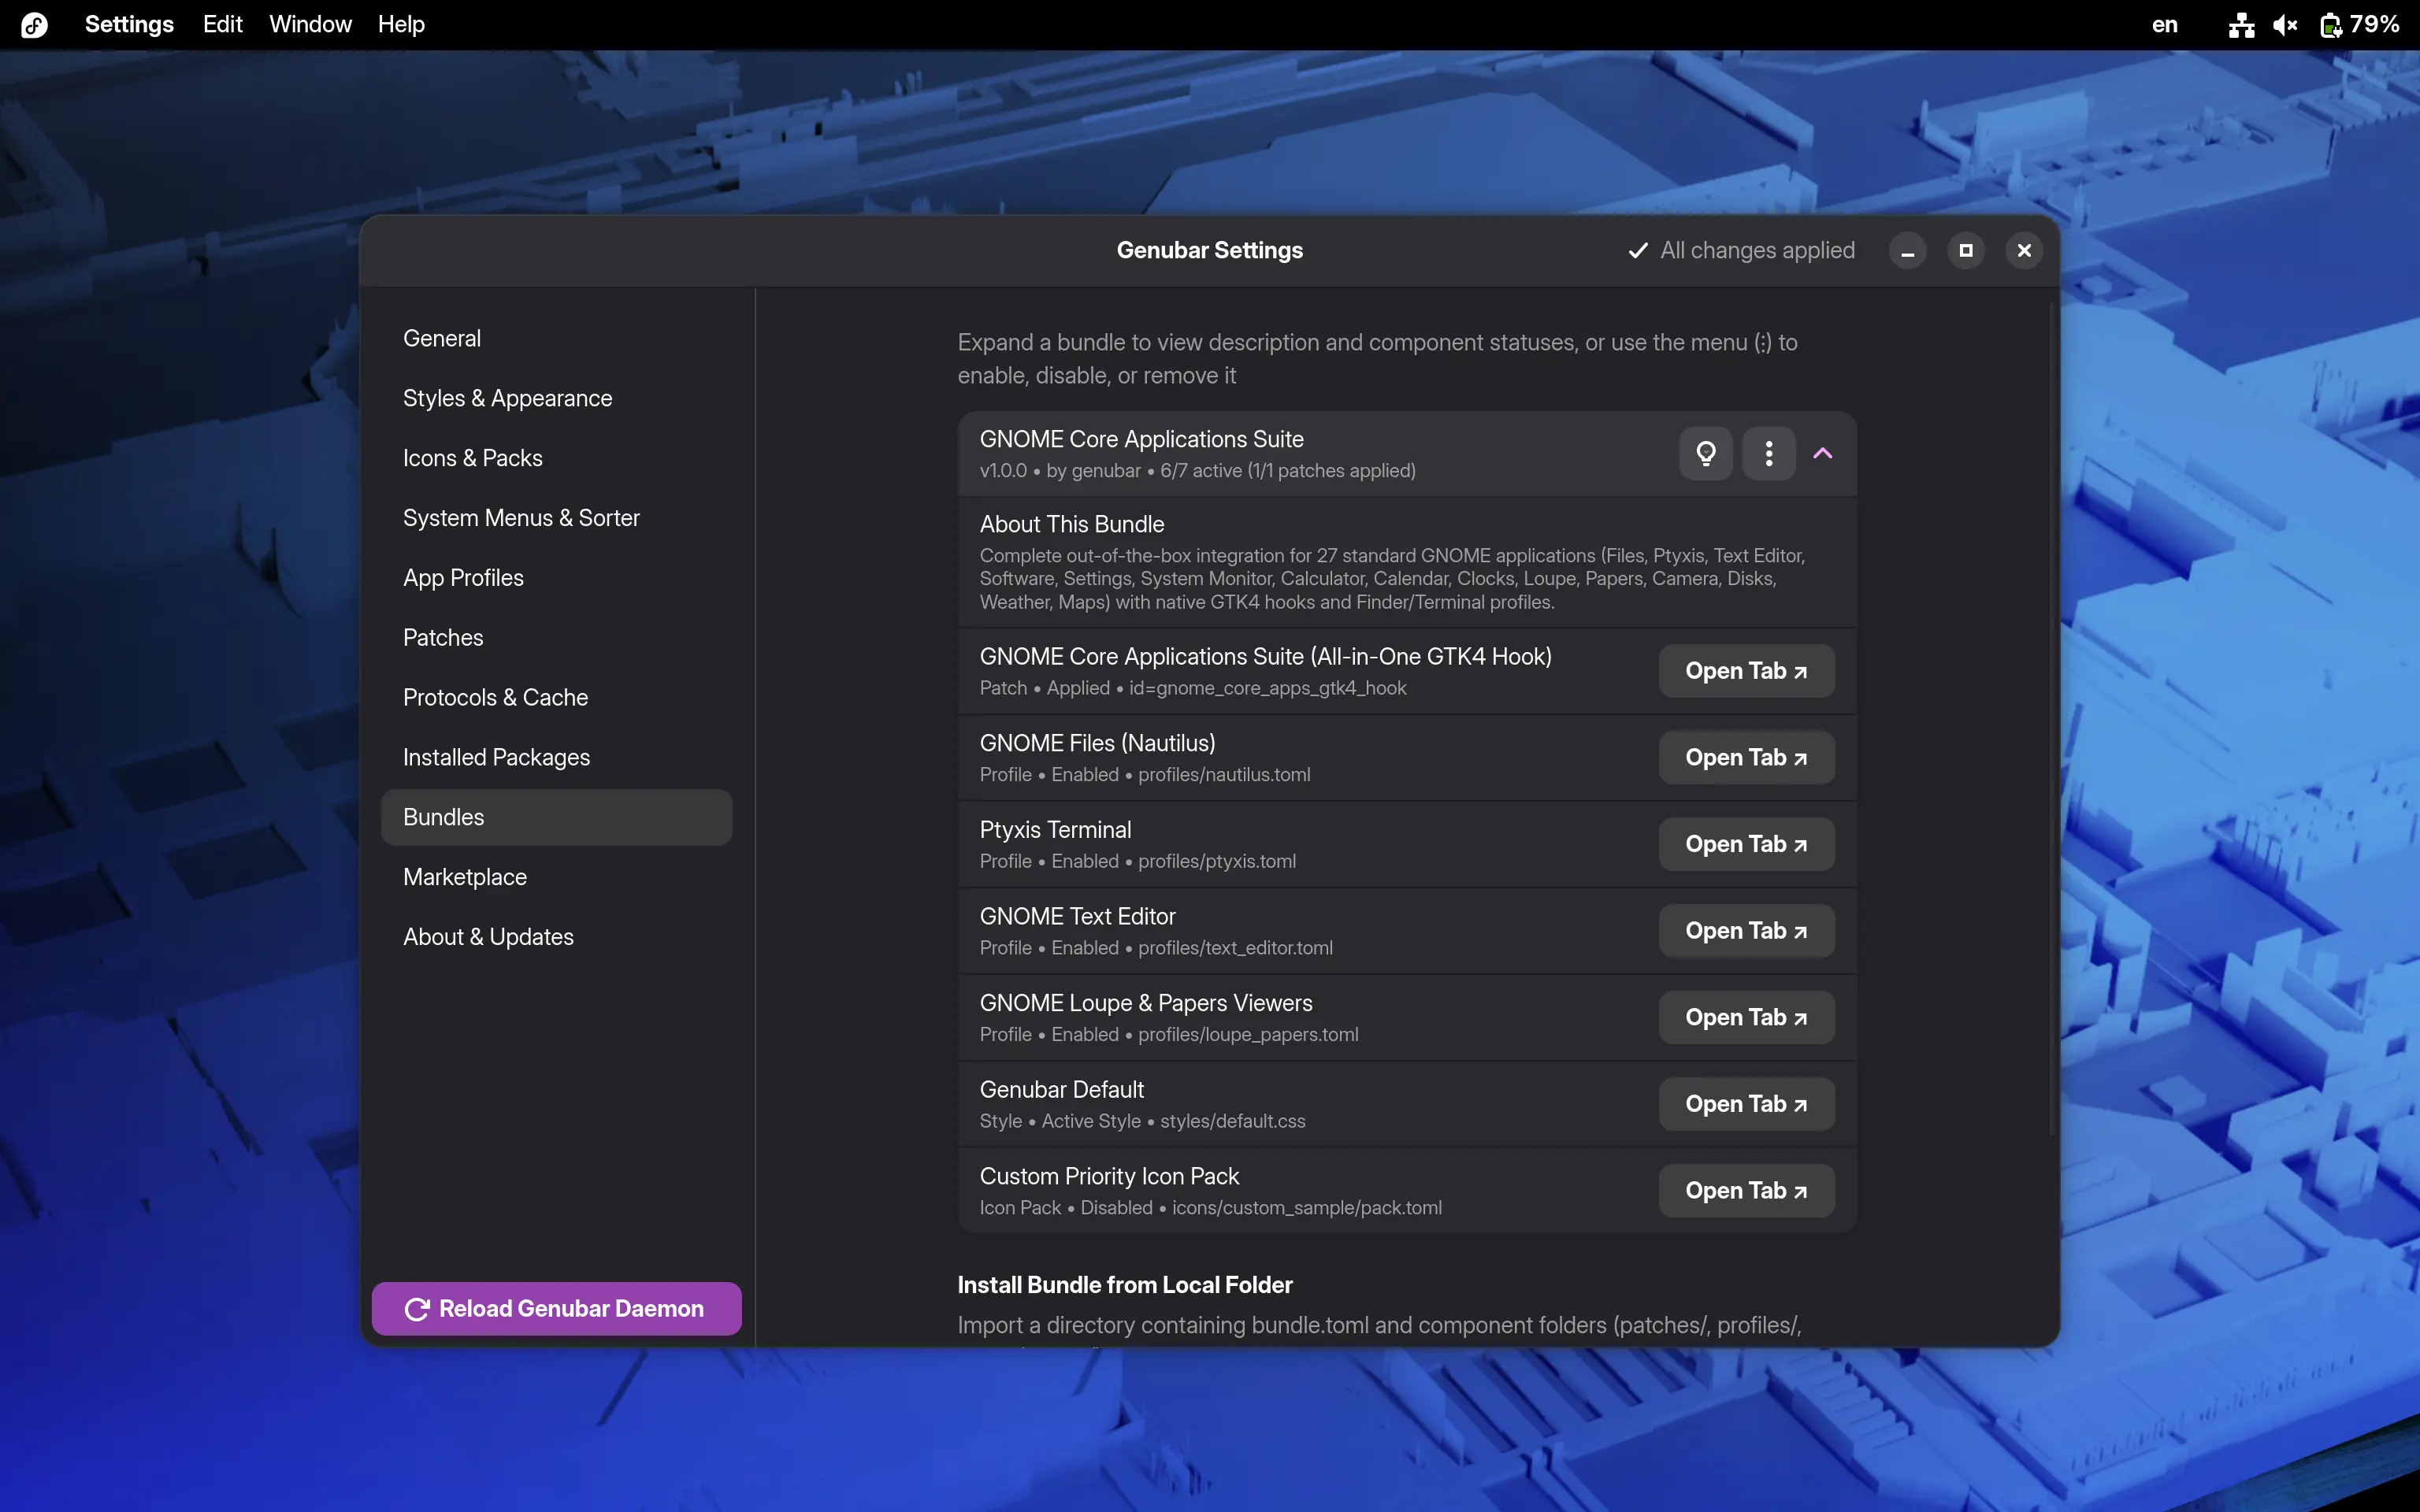 Settings Edit Window Help
en 79%
Genubar Settings
All changes applied
General
Styles & Appearance
Icons & Packs
System Menus & Sorter
App Profiles
Patches
Protocols & Cache
Installed Packages
Bundles
Marketplace
About & Updates
Reload Genubar Daemon
Expand a bundle to view description and component statuses, or use the menu (⋮) to
enable, disable, or remove it
GNOME Core Applications Suite
v1.0.0 • by genubar • 6/7 active (1/1 patches applied)
About This Bundle
Complete out-of-the-box integration for 27 standard GNOME applications (Files, Ptyxis, Text Editor,
Software, Settings, System Monitor, Calculator, Calendar, Clocks, Loupe, Papers, Camera, Disks,
Weather, Maps) with native GTK4 hooks and Finder/Terminal profiles.
GNOME Core Applications Suite (All-in-One GTK4 Hook)
Patch • Applied • id=gnome_core_apps_gtk4_hook
Open Tab ↗
GNOME Files (Nautilus)
Profile • Enabled • profiles/nautilus.toml
Open Tab ↗
Ptyxis Terminal
Profile • Enabled • profiles/ptyxis.toml
Open Tab ↗
GNOME Text Editor
Profile • Enabled • profiles/text_editor.toml
Open Tab ↗
GNOME Loupe & Papers Viewers
Profile • Enabled • profiles/loupe_papers.toml
Open Tab ↗
Genubar Default
Style • Active Style • styles/default.css
Open Tab ↗
Custom Priority Icon Pack
Icon Pack • Disabled • icons/custom_sample/pack.toml
Open Tab ↗
Install Bundle from Local Folder
Import a directory containing bundle.toml and component folders (patches/, profiles/,